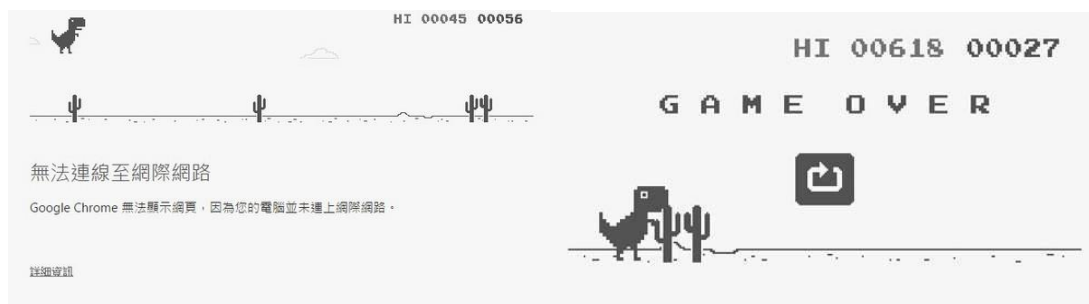 HI 00045 00056
無法連線至網際網路
Google Chrome 無法顯示網頁，因為您的電腦並未連上網際網路。
詳細資訊
HI 00618 00027
GAME OVER